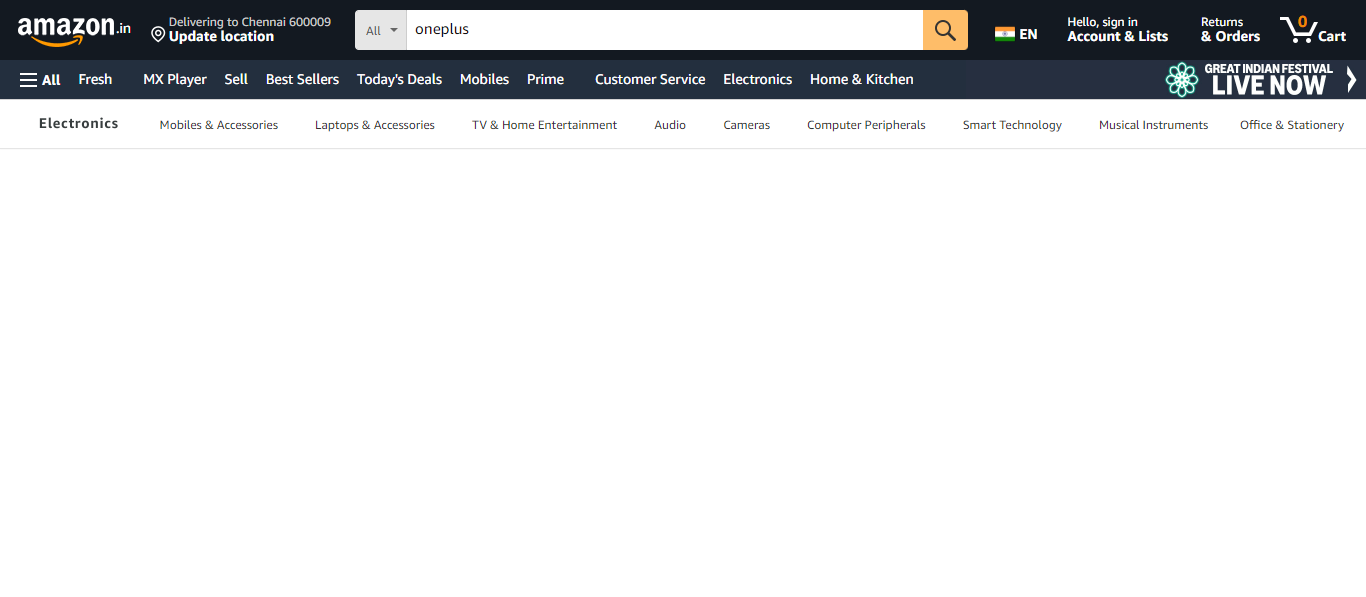 amazon.in
Delivering to Chennai 600009
Update location
All
oneplus
EN
Hello, sign in
Account & Lists
Returns
& Orders
0
Cart
All Fresh MX Player Sell Best Sellers Today's Deals Mobiles Prime Customer Service Electronics Home & Kitchen
GREAT INDIAN FESTIVAL
LIVE NOW
Electronics Mobiles & Accessories Laptops & Accessories TV & Home Entertainment Audio Cameras Computer Peripherals Smart Technology Musical Instruments Office & Stationery